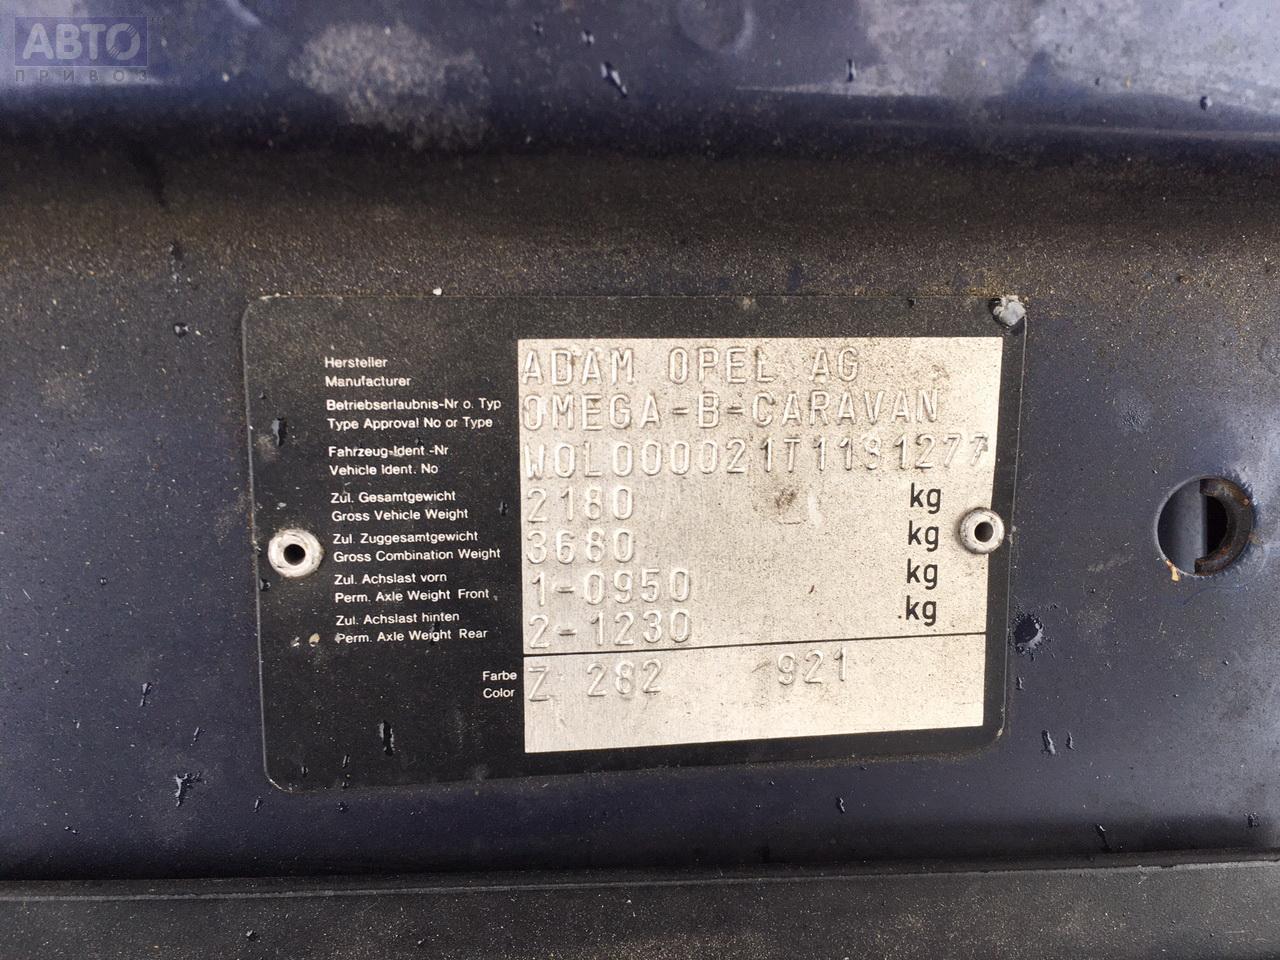 АВТО
ПРИВОЗ
Hersteller
Manufacturer
ADAM OPEL AG
Betriebserlaubnis-Nr o. Typ
Type Approval No or Type
OMEGA-B-CARAVAN
Fahrzeug-Ident.-Nr
Vehicle Ident. No
W0L000021T1191277
Zul. Gesamtgewicht
Gross Vehicle Weight
2180 kg
Zul. Zuggesamtgewicht
Gross Combination Weight
3680 kg
Zul. Achslast vorn
Perm. Axle Weight Front
1-0950 kg
Zul. Achslast hinten
Perm. Axle Weight Rear
2-1230 kg
Farbe
Color
Z 282 921